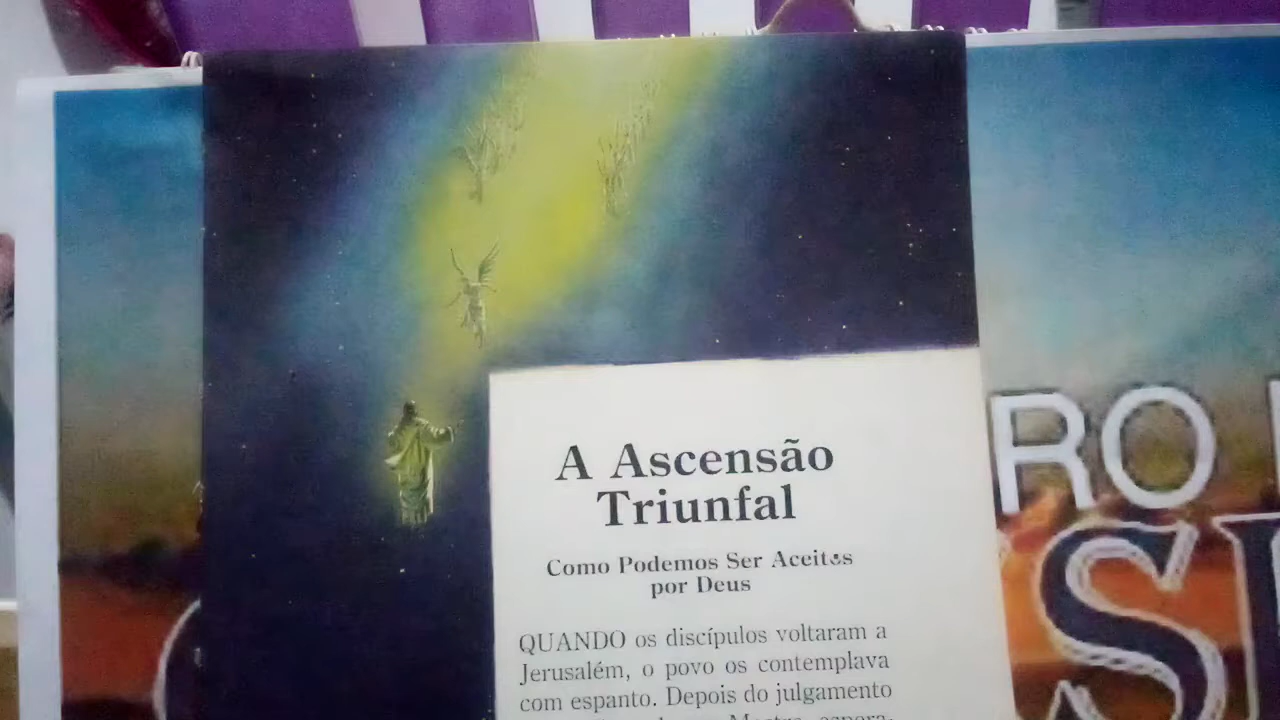 A Ascensão
Triunfal
Como Podemos Ser Aceitos
por Deus
QUANDO os discípulos voltaram a
Jerusalém, o povo os contemplava
com espanto. Depois do julgamento
RO